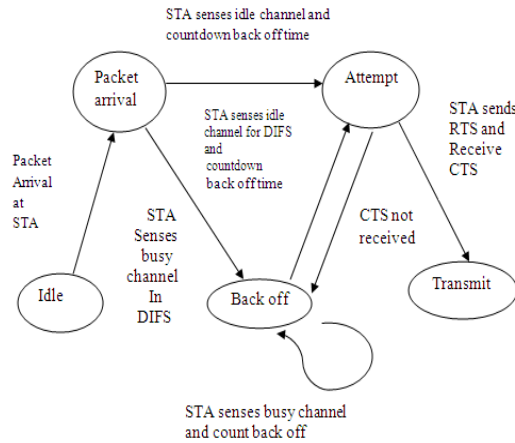 STA senses idle channel and
countdown back off time
Packet
arrival
Attempt
STA senses idle
channel for DIFS
and
countdown
back off time
STA sends
RTS and
Receive
CTS
Packet
Arrival
at
STA
STA
Senses
busy
channel
In
DIFS
CTS not
received
Idle
Back off
Transmit
STA senses busy channel
and count back off